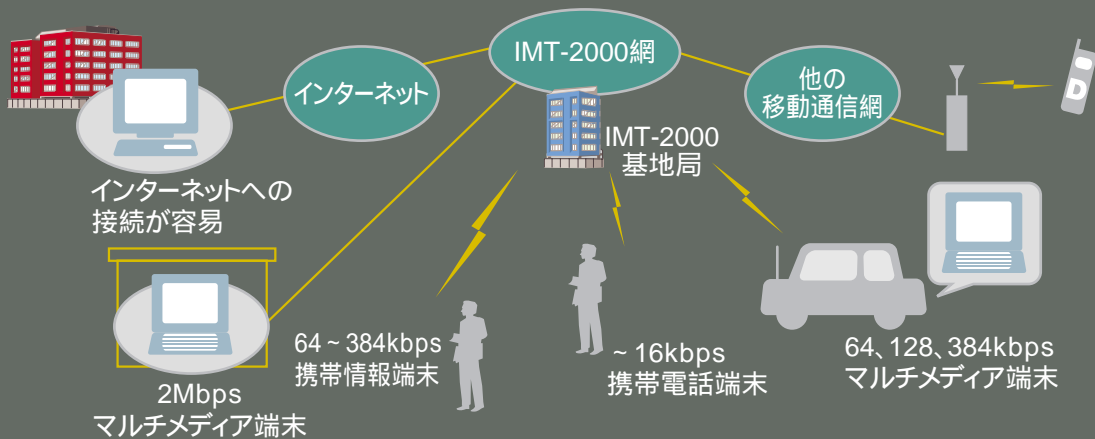 IMT-2000網
インターネット
他の
移動通信網
IMT-2000
基地局
インターネットへの
接続が容易
64~384kbps
携帯情報端末
~16kbps
携帯電話端末
64、128、384kbps
マルチメディア端末
2Mbps
マルチメディア端末